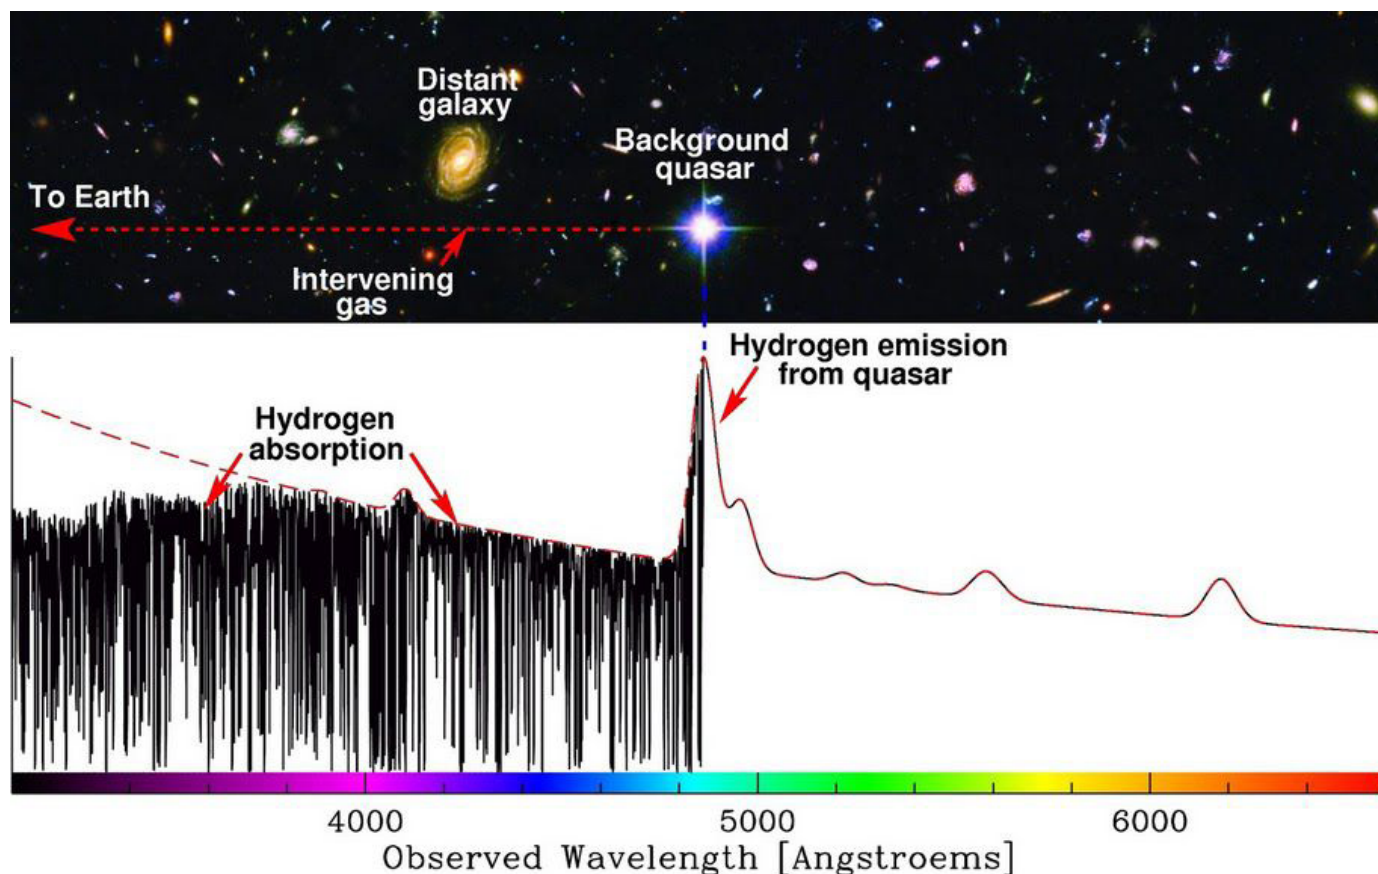 Distant
galaxy
Background
quasar
To Earth
Intervening
gas
Hydrogen emission
from quasar
Hydrogen
absorption
4000 5000 6000
Observed Wavelength [Angstroems]